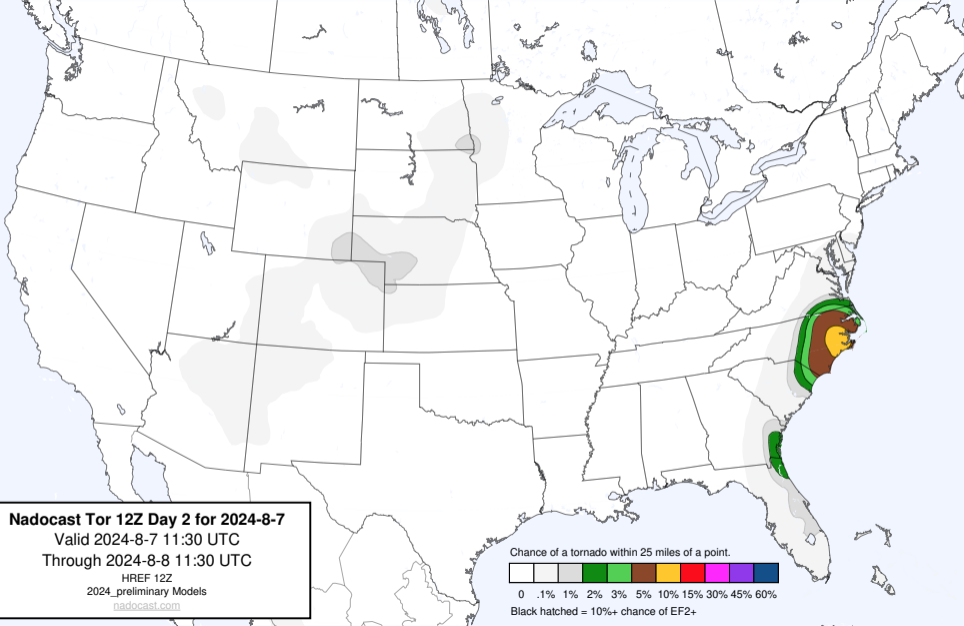 Nadocast Tor 12Z Day 2 for 2024-8-7
Valid 2024-8-7 11:30 UTC
Through 2024-8-8 11:30 UTC
HREF 12Z
2024_preliminary Models
nadocast.com
Chance of a tornado within 25 miles of a point.
0 .1% 1% 2% 3% 5% 10% 15% 30% 45% 60%
Black hatched = 10%+ chance of EF2+